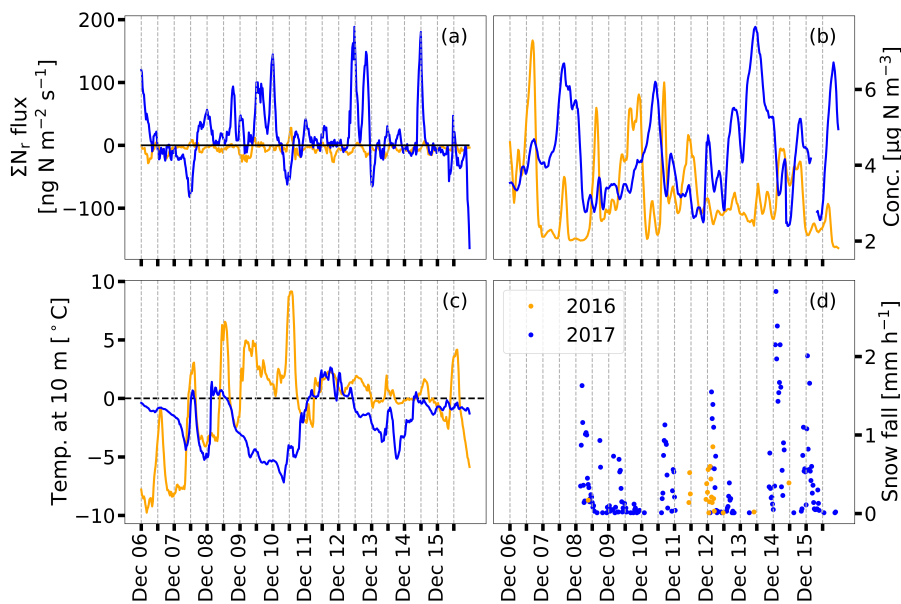 200
100
0
−100
ΣNᵣ flux
[ng N m⁻² s⁻¹]
(a)
(b)
6
4
2
Conc. [µg N m⁻³]
10
5
0
−5
−10
Temp. at 10 m [°C]
(c)
2016
2017
(d)
2
1
0
Snow fall [mm h⁻¹]
Dec 06
Dec 07
Dec 08
Dec 09
Dec 10
Dec 11
Dec 12
Dec 13
Dec 14
Dec 15
Dec 06
Dec 07
Dec 08
Dec 09
Dec 10
Dec 11
Dec 12
Dec 13
Dec 14
Dec 15